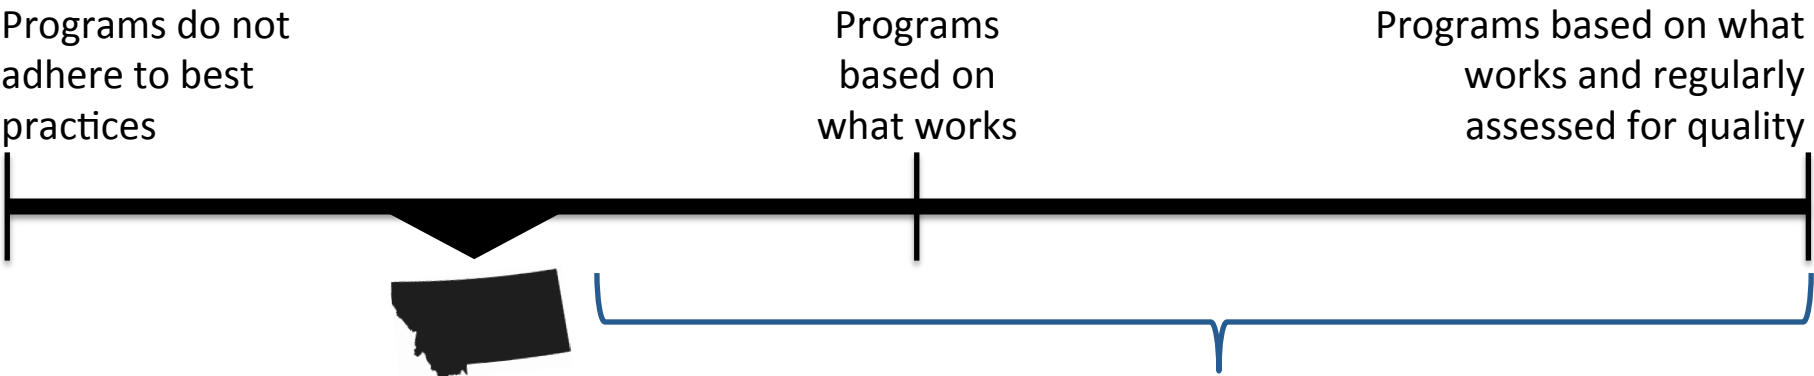 Programs do not
adhere to best
practices
Programs
based on
what works
Programs based on what
works and regularly
assessed for quality